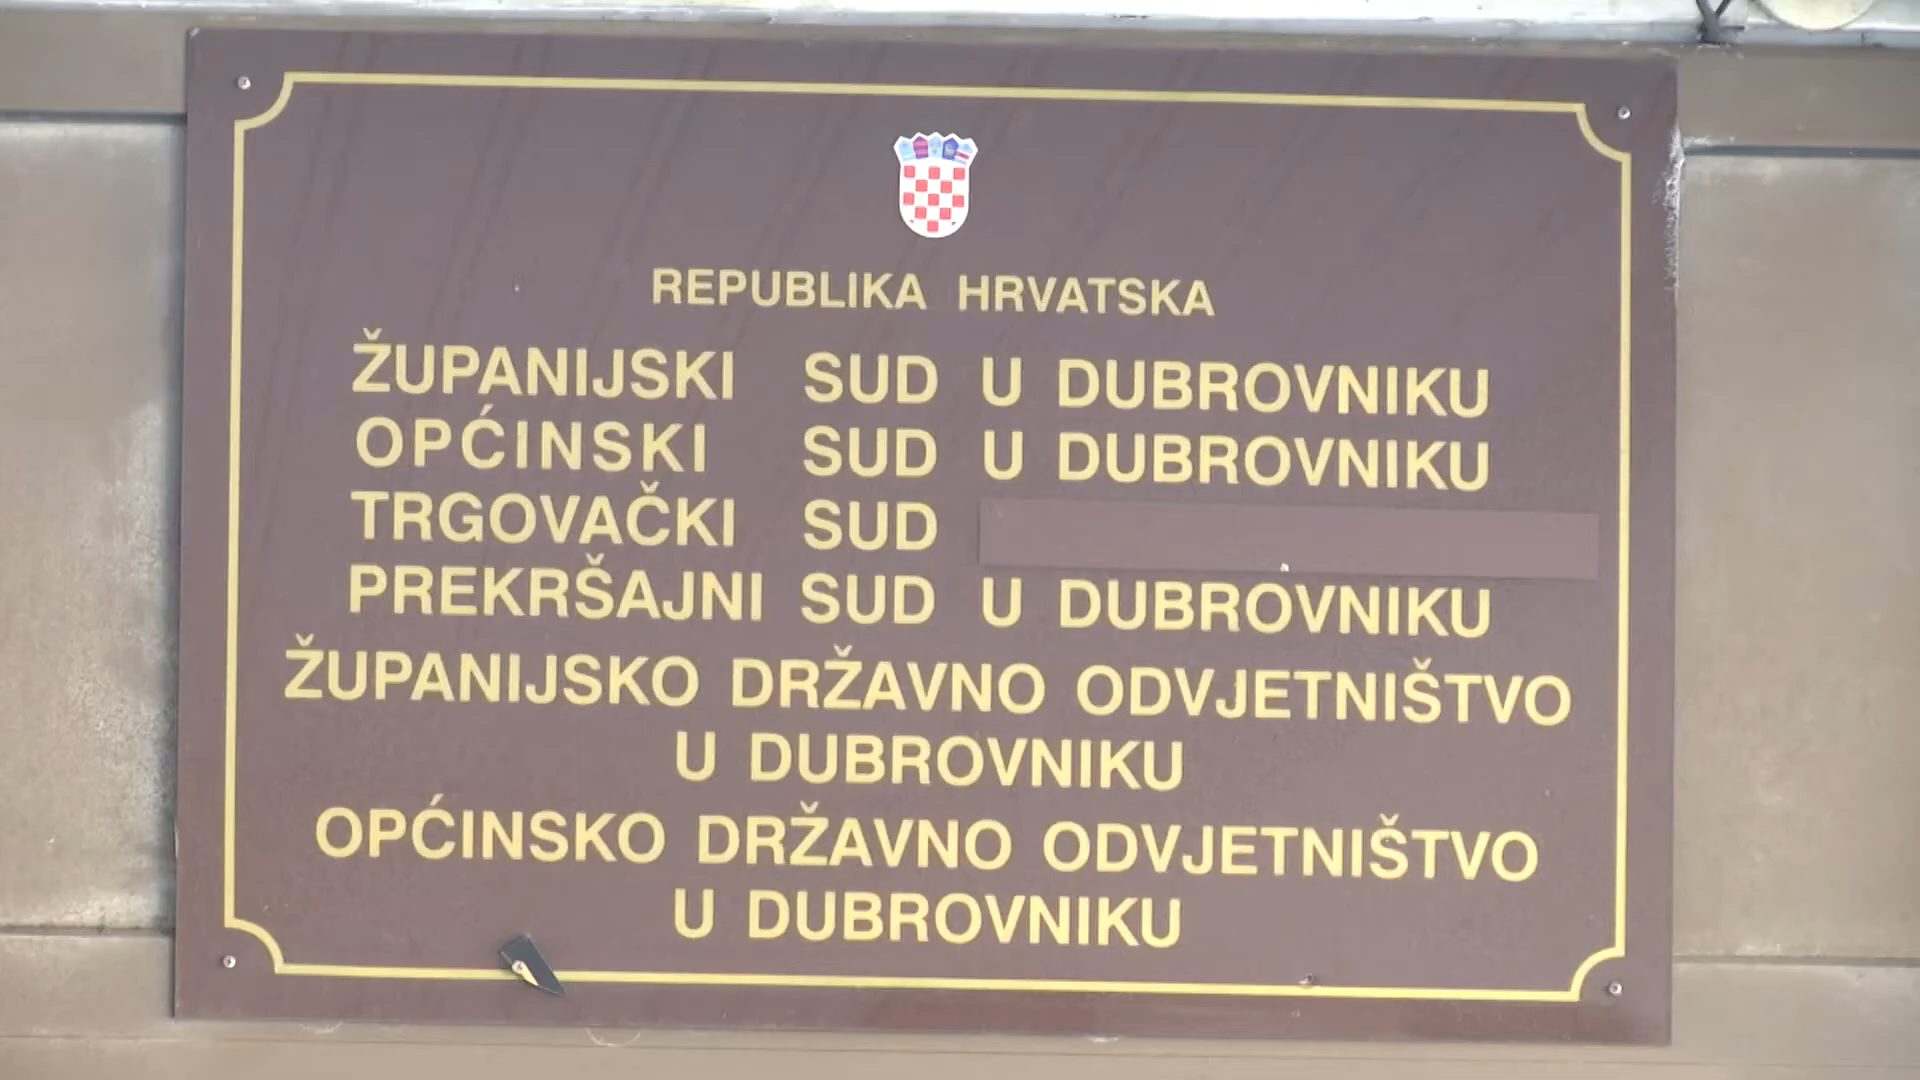 REPUBLIKA HRVATSKA
ŽUPANIJSKI SUD U DUBROVNIKU
OPĆINSKI SUD U DUBROVNIKU
TRGOVAČKI SUD
PREKRŠAJNI SUD U DUBROVNIKU
ŽUPANIJSKO DRŽAVNO ODVJETNIŠTVO
U DUBROVNIKU
OPĆINSKO DRŽAVNO ODVJETNIŠTVO
U DUBROVNIKU